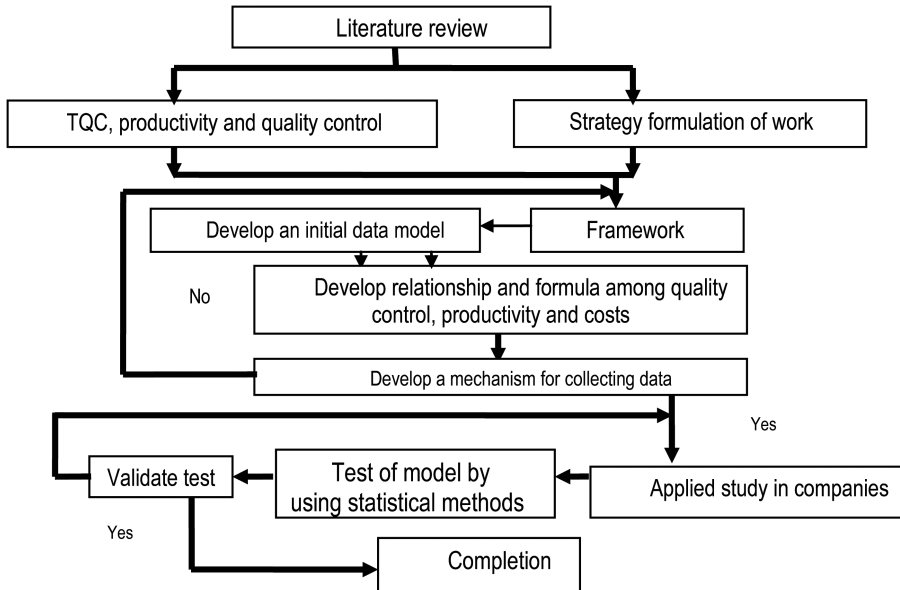 Literature review
TQC, productivity and quality control
Strategy formulation of work
Develop an initial data model
Framework
Develop relationship and formula among quality
control, productivity and costs
No
Develop a mechanism for collecting data
Yes
Validate test
Test of model by
using statistical methods
Applied study in companies
Yes
Completion